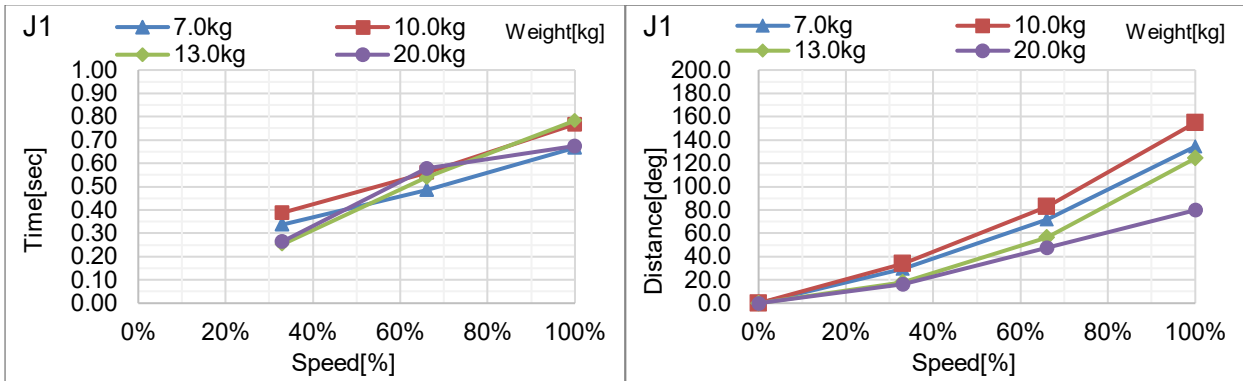 J1
7.0kg 10.0kg Weight[kg]
13.0kg 20.0kg
1.00
0.90
0.80
0.70
0.60
0.50
0.40
0.30
0.20
0.10
0.00
Time[sec]
0% 20% 40% 60% 80% 100%
Speed[%]
J1
7.0kg 10.0kg Weight[kg]
13.0kg 20.0kg
200.0
180.0
160.0
140.0
120.0
100.0
80.0
60.0
40.0
20.0
0.0
Distance[deg]
0% 20% 40% 60% 80% 100%
Speed[%]